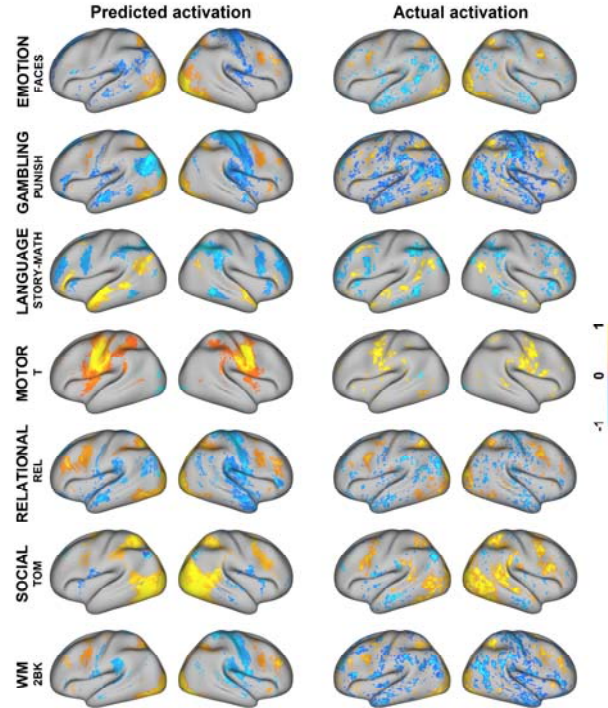 Predicted activation
Actual activation
EMOTION
FACES
GAMBLING
PUNISH
LANGUAGE
STORY-MATH
MOTOR
T
RELATIONAL
REL
SOCIAL
TOM
WM
2BK
1
0
-1